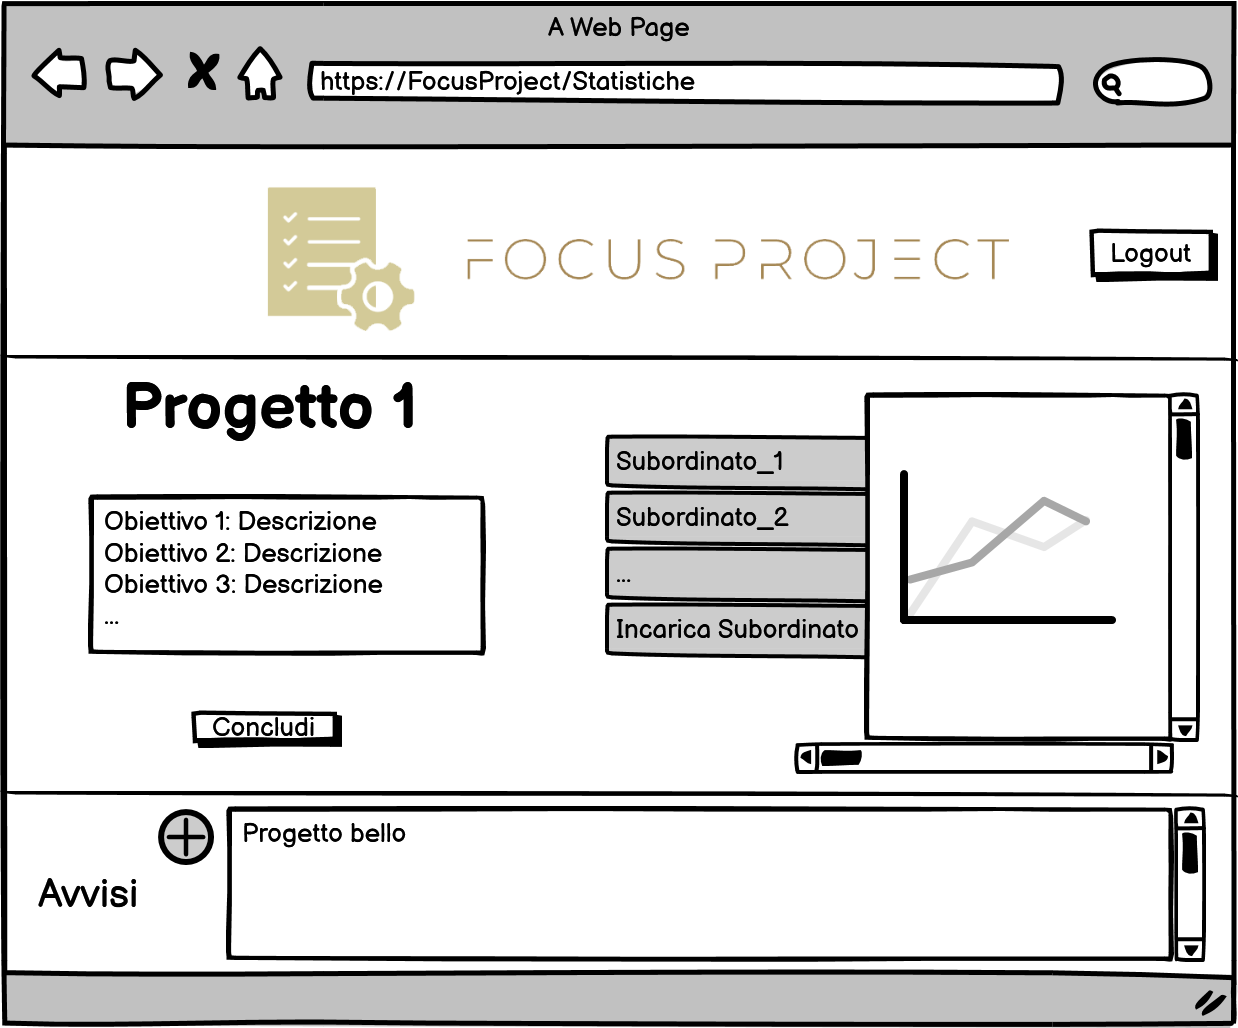 A Web Page
https://FocusProject/Statistiche
FOCUS PROJECT
Logout
Progetto 1
Obiettivo 1: Descrizione
Obiettivo 2: Descrizione
Obiettivo 3: Descrizione
...
Concludi
Subordinato_1
Subordinato_2
...
Incarica Subordinato
Avvisi
Progetto bello